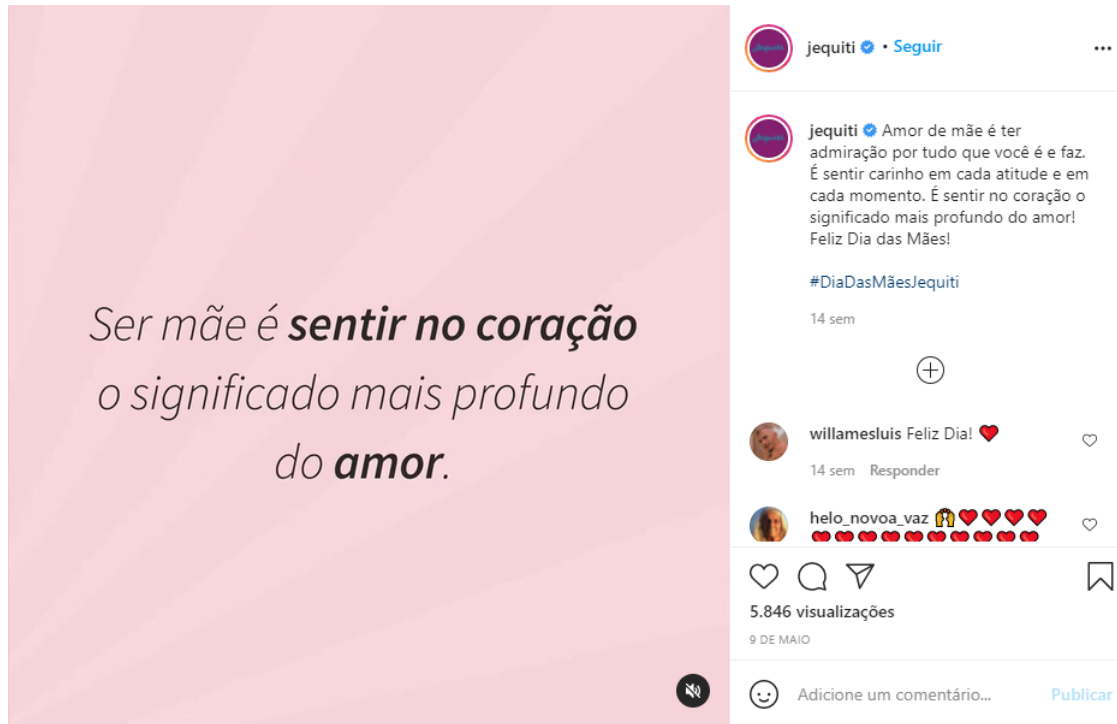 Ser mãe é sentir no coração
o significado mais profundo
do amor.
jequiti • Seguir
jequiti Amor de mãe é ter
admiração por tudo que você é e faz.
É sentir carinho em cada atitude e em
cada momento. É sentir no coração o
significado mais profundo do amor!
Feliz Dia das Mães!
#DiaDasMãesJequiti
14 sem
willamesluis Feliz Dia! ❤
14 sem Responder
helo_novoa_vaz 🙌❤❤❤❤
❤❤❤❤❤❤❤❤❤❤
5.846 visualizações
9 DE MAIO
Adicione um comentário... Publicar